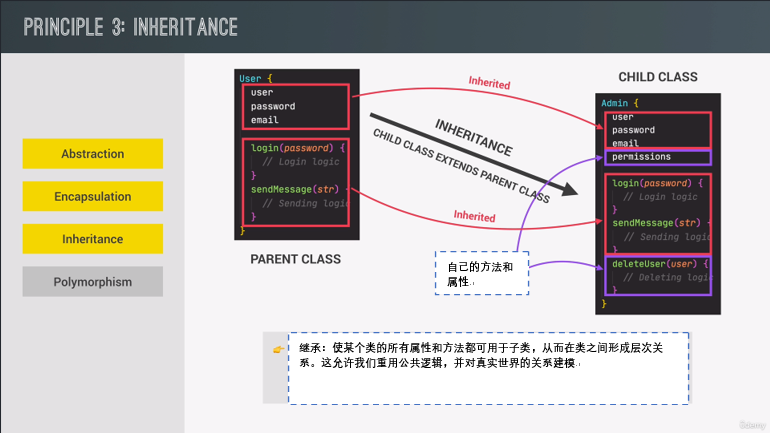 PRINCIPLE 3: INHERITANCE
Abstraction
Encapsulation
Inheritance
Polymorphism
User {
user
password
email
login(password) {
// Login logic
}
sendMessage(str) {
// Sending logic
}
}
PARENT CLASS
Inherited
INHERITANCE
CHILD CLASS EXTENDS PARENT CLASS
Inherited
自己的方法和
属性。
CHILD CLASS
Admin {
user
password
email
permissions
login(password) {
// Login logic
}
sendMessage(str) {
// Sending logic
}
deleteUser(user) {
// Deleting logic
}
}
继承：使某个类的所有属性和方法都可用于子类，从而在类之间形成层次关
系。这允许我们重用公共逻辑，并对真实世界的关系建模。
Udemy